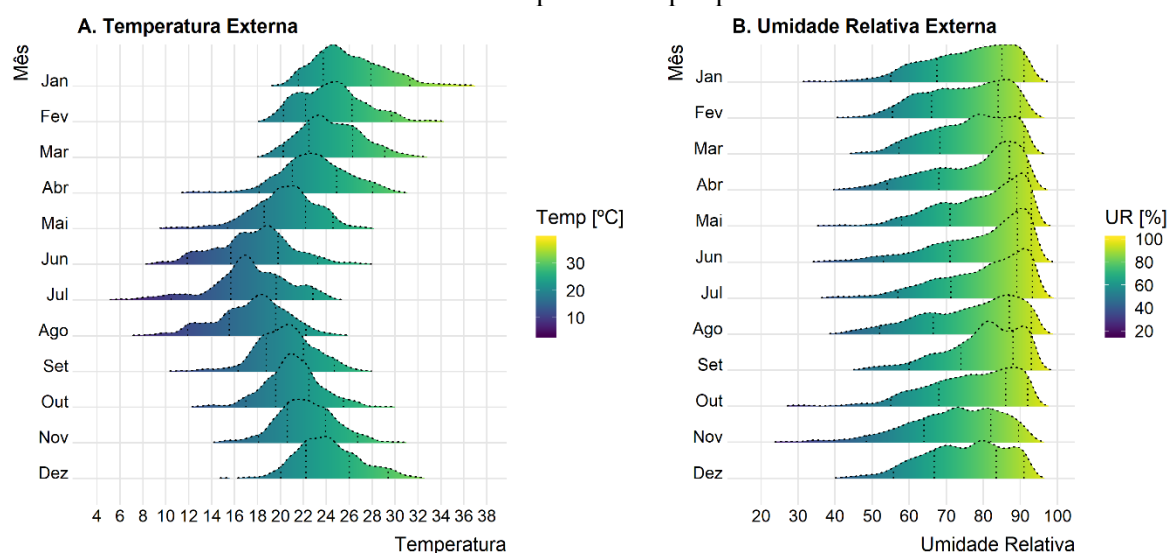 A. Temperatura Externa
Mês
Jan
Fev
Mar
Abr
Mai
Jun
Jul
Ago
Set
Out
Nov
Dez
4 6 8 10 12 14 16 18 20 22 24 26 28 30 32 34 36 38
Temperatura
Temp [ºC]
30
20
10
B. Umidade Relativa Externa
Mês
Jan
Fev
Mar
Abr
Mai
Jun
Jul
Ago
Set
Out
Nov
Dez
20 30 40 50 60 70 80 90 100
Umidade Relativa
UR [%]
100
80
60
40
20